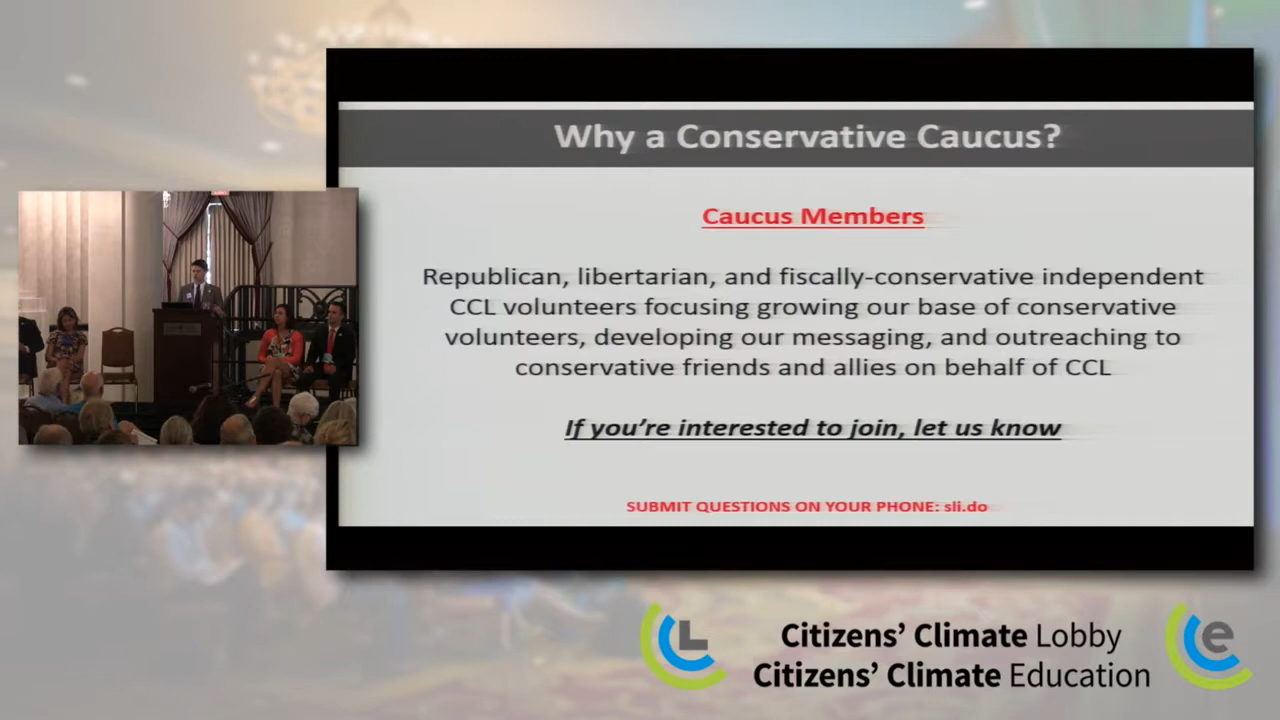 Why a Conservative Caucus?
Caucus Members
Republican, libertarian, and fiscally-conservative independent
CCL volunteers focusing growing our base of conservative
volunteers, developing our messaging, and outreaching to
conservative friends and allies on behalf of CCL
If you're interested to join, let us know
SUBMIT QUESTIONS ON YOUR PHONE: sli.do
L
Citizens' Climate Lobby
Citizens' Climate Education
e